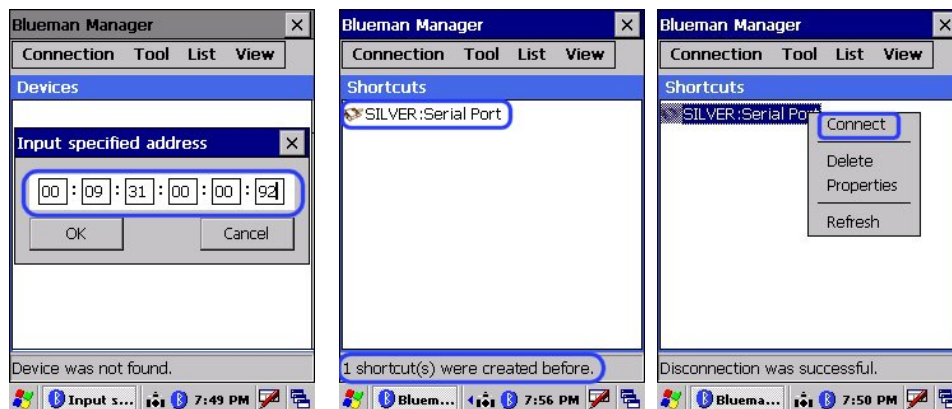 Blueman Manager ×
Connection Tool List View
Devices
Input specified address ×
00 : 09 : 31 : 00 : 00 : 92
OK Cancel
Device was not found.
Input s... 7:49 PM
Blueman Manager ×
Connection Tool List View
Shortcuts
SILVER:Serial Port
1 shortcut(s) were created before.
Bluem... 7:56 PM
Blueman Manager
Connection Tool List View
Shortcuts
SILVER:Serial Po
Connect
Delete
Properties
Refresh
Disconnection was successful.
Bluema... 7:50 PM